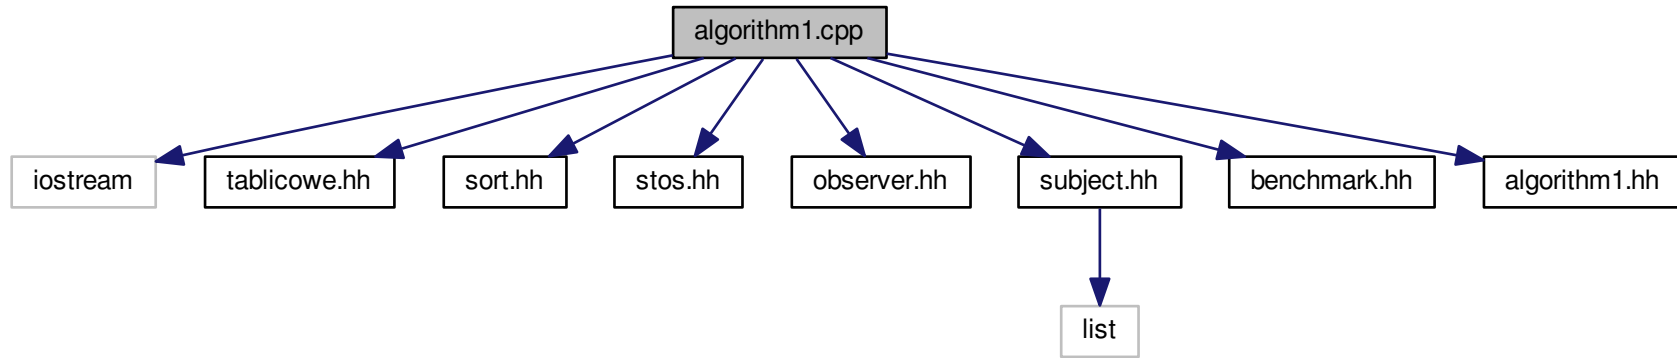 algorithm1.cpp
iostream
tablicowe.hh
sort.hh
stos.hh
observer.hh
subject.hh
benchmark.hh
algorithm1.hh
list